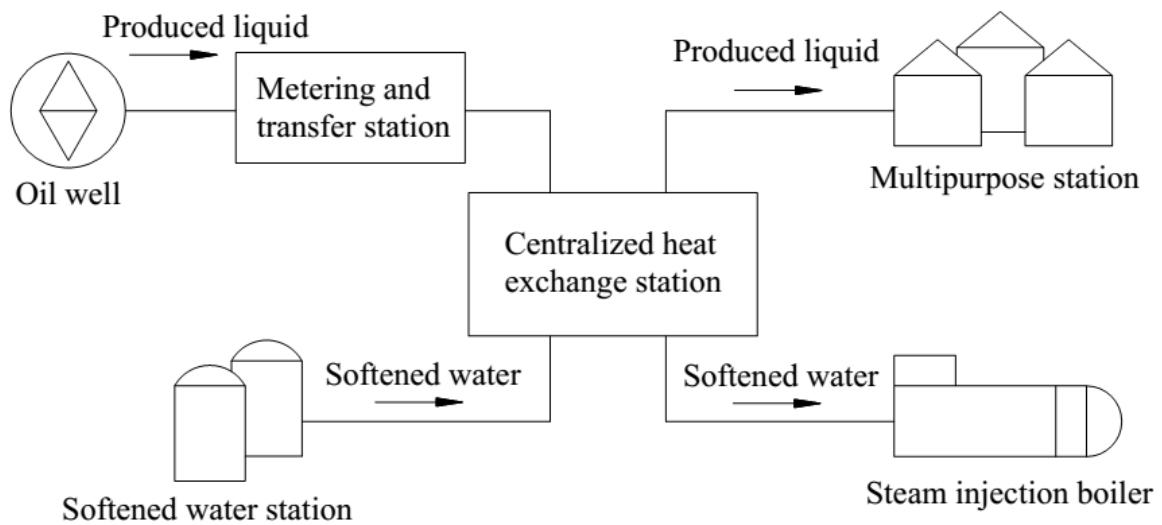 Produced liquid
Metering and
transfer station
Oil well
Produced liquid
Multipurpose station
Centralized heat
exchange station
Softened water
Softened water station
Softened water
Steam injection boiler